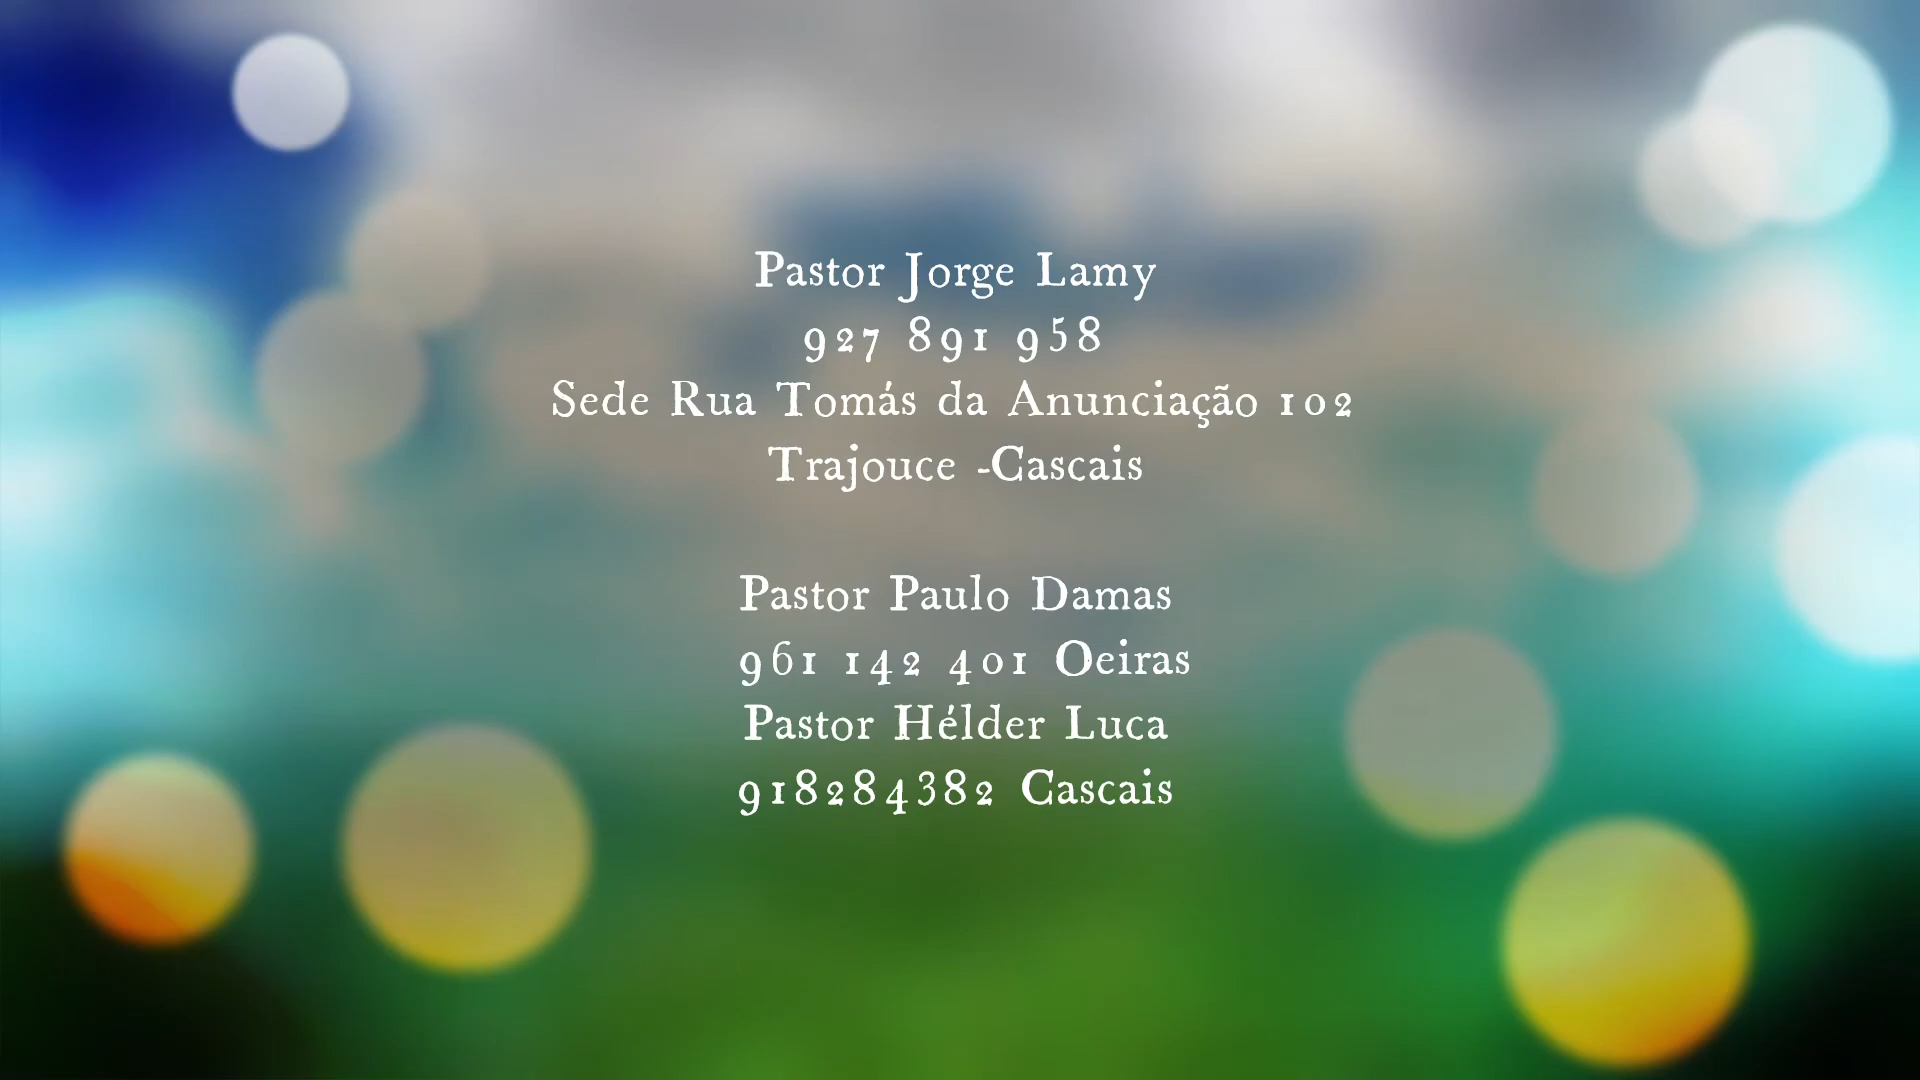 Pastor Jorge Lamy
927 891 958
Sede Rua Tomás da Anunciação 102
Trajouce -Cascais
Pastor Paulo Damas
961 142 401 Oeiras
Pastor Hélder Luca
918284382 Cascais